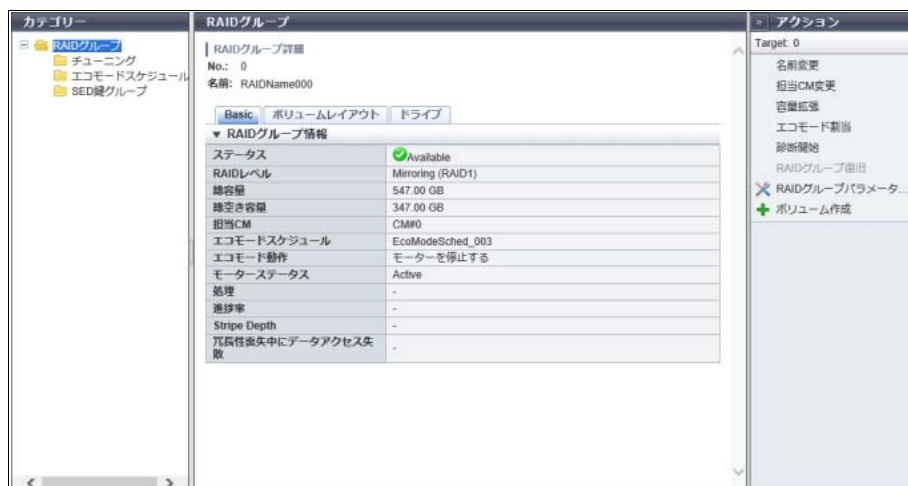 カテゴリー
RAIDグループ
チューニング
エコモードスケジュール
SED鍵グループ
RAIDグループ
RAIDグループ詳細
No.: 0
名前: RAIDName000
Basic
ボリュームレイアウト
ドライブ
▼ RAIDグループ情報
ステータス Available
RAIDレベル Mirroring (RAID1)
総容量 547.00 GB
総空き容量 347.00 GB
担当CM CM#0
エコモードスケジュール EcoModeSched_003
エコモード動作 モーターを停止する
モーターステータス Active
処理 -
進捗率 -
Stripe Depth -
冗長性喪失中にデータアクセス失
敗 -
» アクション
Target: 0
名前変更
担当CM変更
容量拡張
エコモード割当
診断開始
RAIDグループ復旧
RAIDグループパラメータ...
ボリューム作成